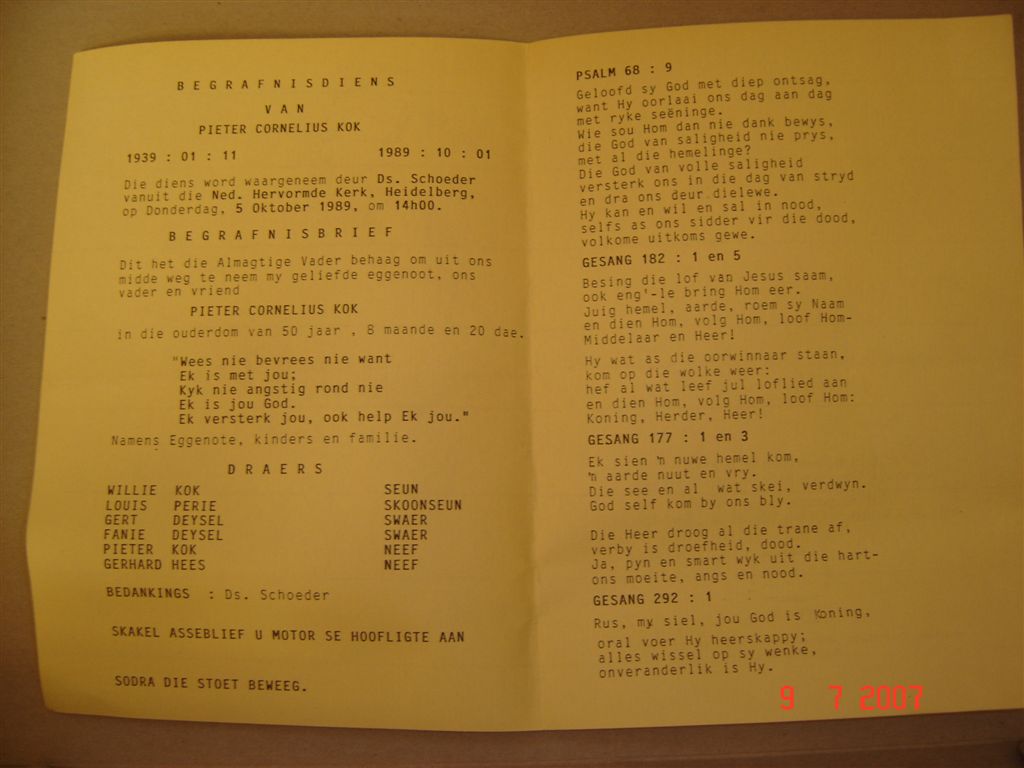 B E G R A F N I S D I E N S
V A N
PIETER CORNELIUS KOK
1939 : 01 : 11 1989 : 10 : 01
Die diens word waargeneem deur Ds. Schoeder
vanuit die Ned. Hervormde Kerk, Heidelberg,
op Donderdag, 5 Oktober 1989, om 14h00.
B E G R A F N I S B R I E F
Dit het die Almagtige Vader behaag om uit ons
midde weg te neem my geliefde eggenoot, ons
vader en vriend
PIETER CORNELIUS KOK
in die ouderdom van 50 jaar , 8 maande en 20 dae.
"Wees nie bevrees nie want
Ek is met jou;
Kyk nie angstig rond nie
Ek is jou God.
Ek versterk jou, ook help Ek jou."
Namens Eggenote, kinders en familie.
D R A E R S
WILLIE KOK SEUN
LOUIS PERIE SKOONSEUN
GERT DEYSEL SWAER
FANIE DEYSEL SWAER
PIETER KOK NEEF
GERHARD HEES NEEF
BEDANKINGS : Ds. Schoeder
SKAKEL ASSEBLIEF U MOTOR SE HOOFLIGTE AAN
SODRA DIE STOET BEWEEG.
PSALM 68 : 9
Geloofd sy God met diep ontsag,
want Hy oorlaai ons dag aan dag
met ryke seëninge.
Wie sou Hom dan nie dank bewys,
die God van saligheid nie prys,
met al die hemelinge?
Die God van volle saligheid
versterk ons in die dag van stryd
en dra ons deur dielewe.
Hy kan en wil en sal in nood,
selfs as ons sidder vir die dood,
volkome uitkoms gewe.
GESANG 182 : 1 en 5
Besing die lof van Jesus saam,
ook eng'-le bring Hom eer.
Juig hemel, aarde, roem sy Naam
en dien Hom, volg Hom, loof Hom-
Middelaar en Heer!
Hy wat as die oorwinnaar staan,
kom op die wolke weer:
hef al wat leef jul loflied aan
en dien Hom, volg Hom, loof Hom:
Koning, Herder, Heer!
GESANG 177 : 1 en 3
Ek sien 'n nuwe hemel kom,
'n aarde nuut en vry.
Die see en al wat skei, verdwyn.
God self kom by ons bly.
Die Heer droog al die trane af,
verby is droefheid, dood.
Ja, pyn en smart wyk uit die hart-
ons moeite, angs en nood.
GESANG 292 : 1
Rus, my siel, jou God is Koning,
oral voer Hy heerskappy;
alles wissel op sy wenke,
onveranderlik is Hy.
9 7 2007